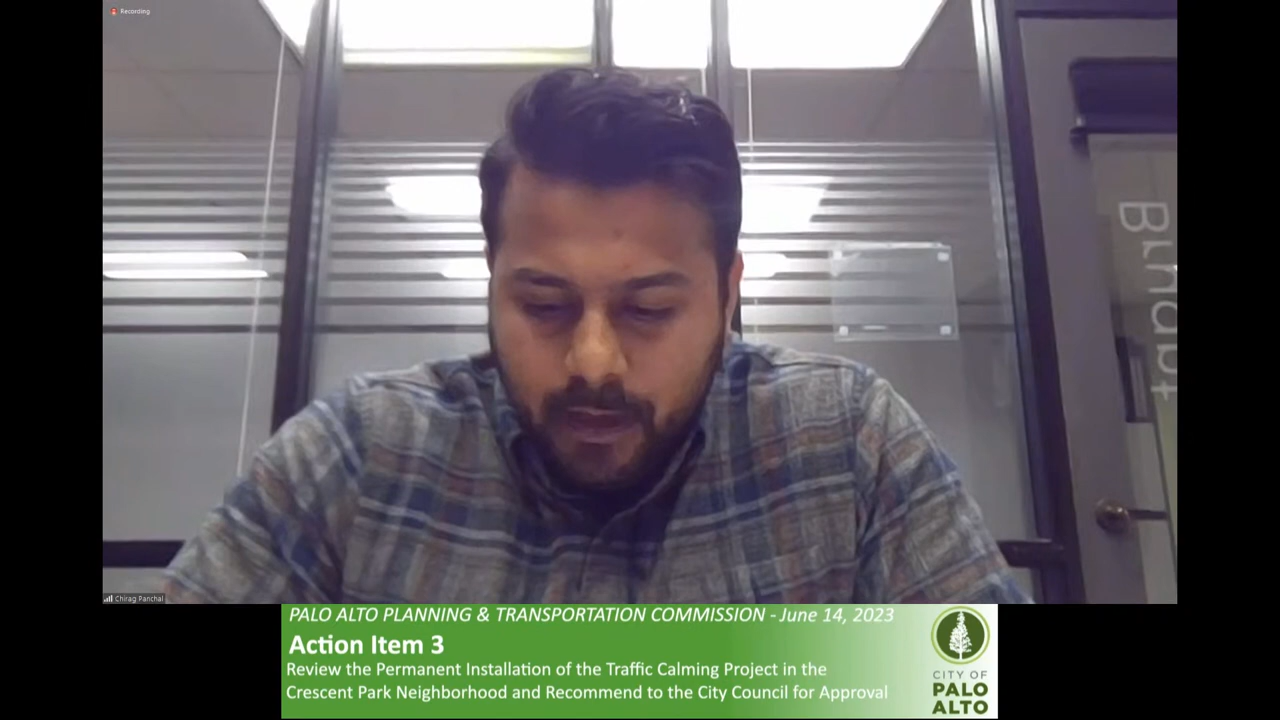 Recording
Bryant
Chirag Panchal
PALO ALTO PLANNING & TRANSPORTATION COMMISSION - June 14, 2023
Action Item 3
Review the Permanent Installation of the Traffic Calming Project in the
Crescent Park Neighborhood and Recommend to the City Council for Approval
CITY OF
PALO
ALTO